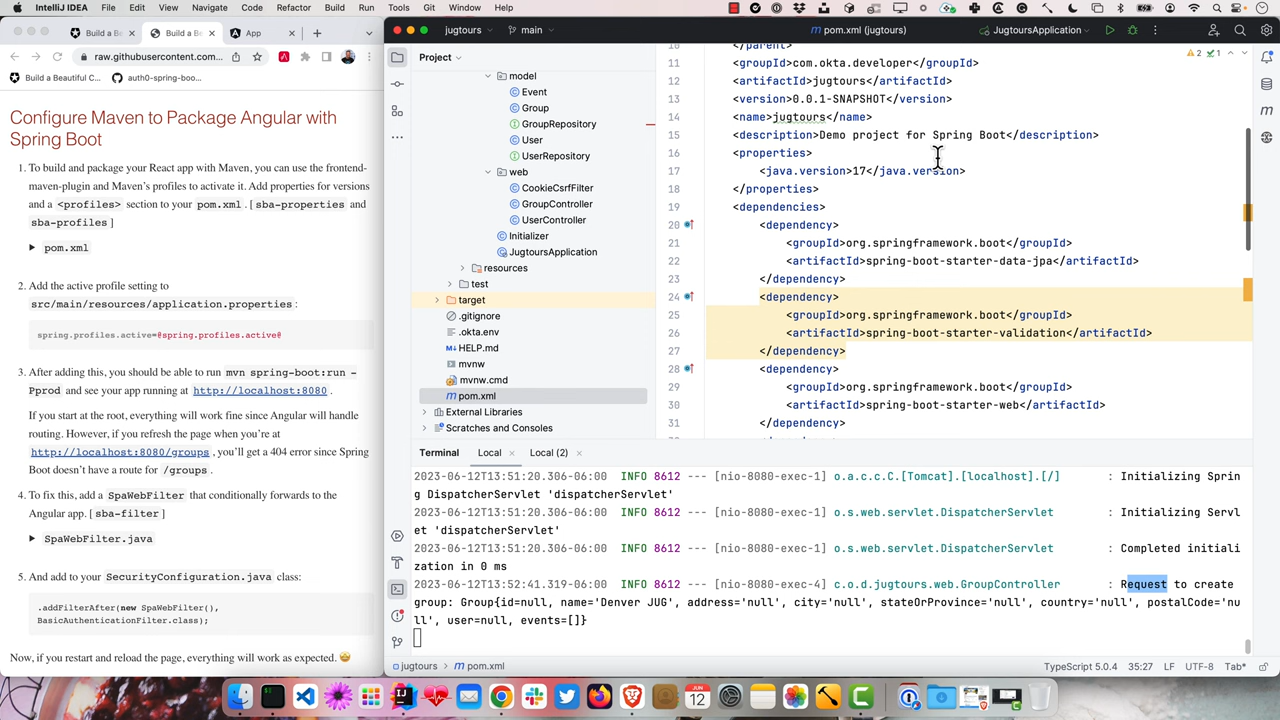 IntelliJ IDEA File Edit View Navigate Code Refactor Build Run Tools Git Window
Build a B
Build a Be
App
raw.githubusercontent.com...
Build a Beautiful C...
auth0-spring-boo...
Configure Maven to Package Angular with
Spring Boot
1. To build and package your React app with Maven, you can use the frontend-
maven-plugin and Maven's profiles to activate it. Add properties for versions
and a <profiles> section to your pom.xml. [ sba-properties and
sba-profiles ]
pom.xml
2. Add the active profile setting to
src/main/resources/application.properties :
spring.profiles.active=@spring.profiles.active@
3. After adding this, you should be able to run mvn spring-boot:run -
Pprod and see your app running at http://localhost:8080 .
If you start at the root, everything will work fine since Angular will handle
routing. However, if you refresh the page when you're at
http://localhost:8080/groups , you'll get a 404 error since Spring
Boot doesn't have a route for /groups .
4. To fix this, add a SpaWebFilter that conditionally forwards to the
Angular app. [ sba-filter ]
SpaWebFilter.java
5. And add to your SecurityConfiguration.java class:
.addFilterAfter(new SpaWebFilter(),
BasicAuthenticationFilter.class);
Now, if you restart and reload the page, everything will work as expected. 🤩
jugtours
main
pom.xml (jugtours)
JugtoursApplication
Project
model
Event
Group
GroupRepository
User
UserRepository
web
CookieCsrfFilter
GroupController
UserController
Initializer
JugtoursApplication
resources
test
target
.gitignore
.okta.env
HELP.md
mvnw
mvnw.cmd
pom.xml
External Libraries
Scratches and Consoles
2 1
10 </parent>
11 <groupId>com.okta.developer</groupId>
12 <artifactId>jugtours</artifactId>
13 <version>0.0.1-SNAPSHOT</version>
14 <name>jugtours</name>
15 <description>Demo project for Spring Boot</description>
16 <properties>
17 <java.version>17</java.version>
18 </properties>
19 <dependencies>
20 <dependency>
21 <groupId>org.springframework.boot</groupId>
22 <artifactId>spring-boot-starter-data-jpa</artifactId>
23 </dependency>
24 <dependency>
25 <groupId>org.springframework.boot</groupId>
26 <artifactId>spring-boot-starter-validation</artifactId>
27 </dependency>
28 <dependency>
29 <groupId>org.springframework.boot</groupId>
30 <artifactId>spring-boot-starter-web</artifactId>
31 </dependency>
Terminal Local × Local (2) ×
2023-06-12T13:51:20.306-06:00 INFO 8612 --- [nio-8080-exec-1] o.a.c.c.C.[Tomcat].[localhost].[/] : Initializing Sprin
g DispatcherServlet 'dispatcherServlet'
2023-06-12T13:51:20.306-06:00 INFO 8612 --- [nio-8080-exec-1] o.s.web.servlet.DispatcherServlet : Initializing Servl
et 'dispatcherServlet'
2023-06-12T13:51:20.306-06:00 INFO 8612 --- [nio-8080-exec-1] o.s.web.servlet.DispatcherServlet : Completed initiali
zation in 0 ms
2023-06-12T13:52:41.319-06:00 INFO 8612 --- [nio-8080-exec-4] c.o.d.jugtours.web.GroupController : Request to create
group: Group{id=null, name='Denver JUG', address='null', city='null', stateOrProvince='null', country='null', postalCode='nu
ll', user=null, events=[]}
jugtours > pom.xml
TypeScript 5.0.4 35:27 LF UTF-8 Tab*
JUN
12